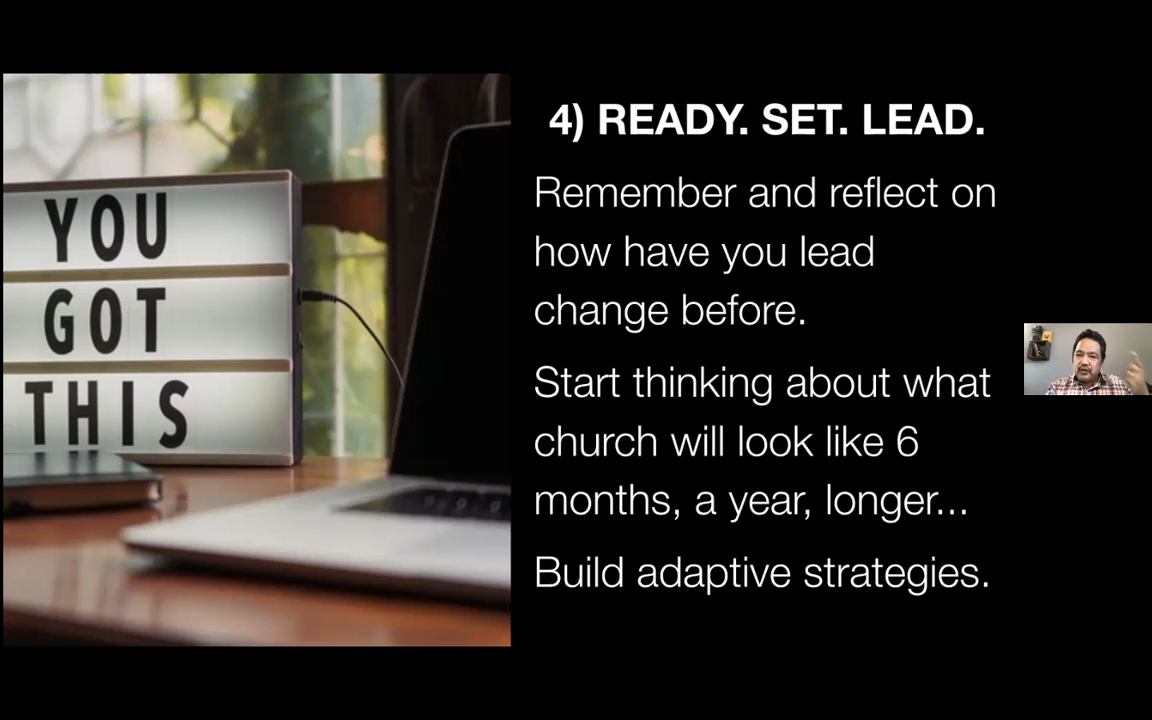 YOU
GOT
THIS
4) READY. SET. LEAD.
Remember and reflect on
how have you lead
change before.
Start thinking about what
church will look like 6
months, a year, longer...
Build adaptive strategies.